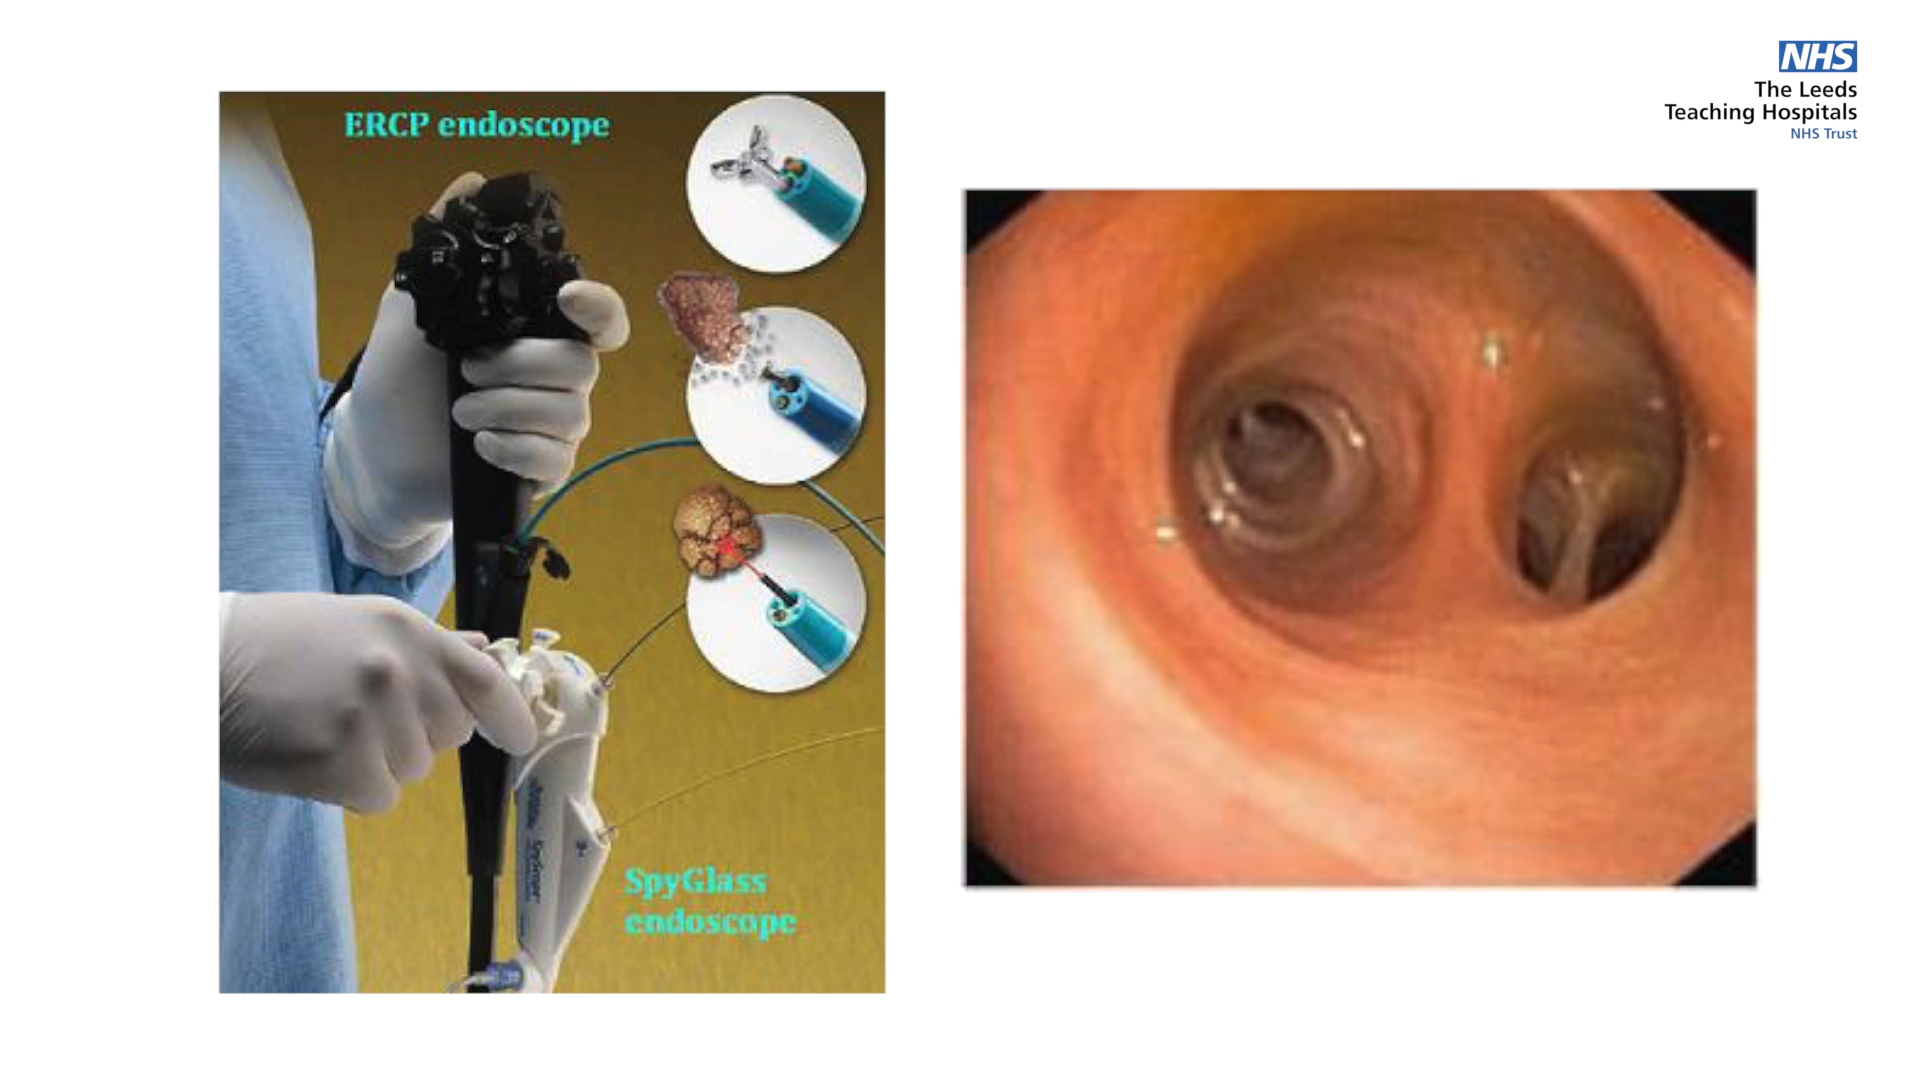 NHS
The Leeds
Teaching Hospitals
NHS Trust
ERCP endoscope
SpyGlass
endoscope